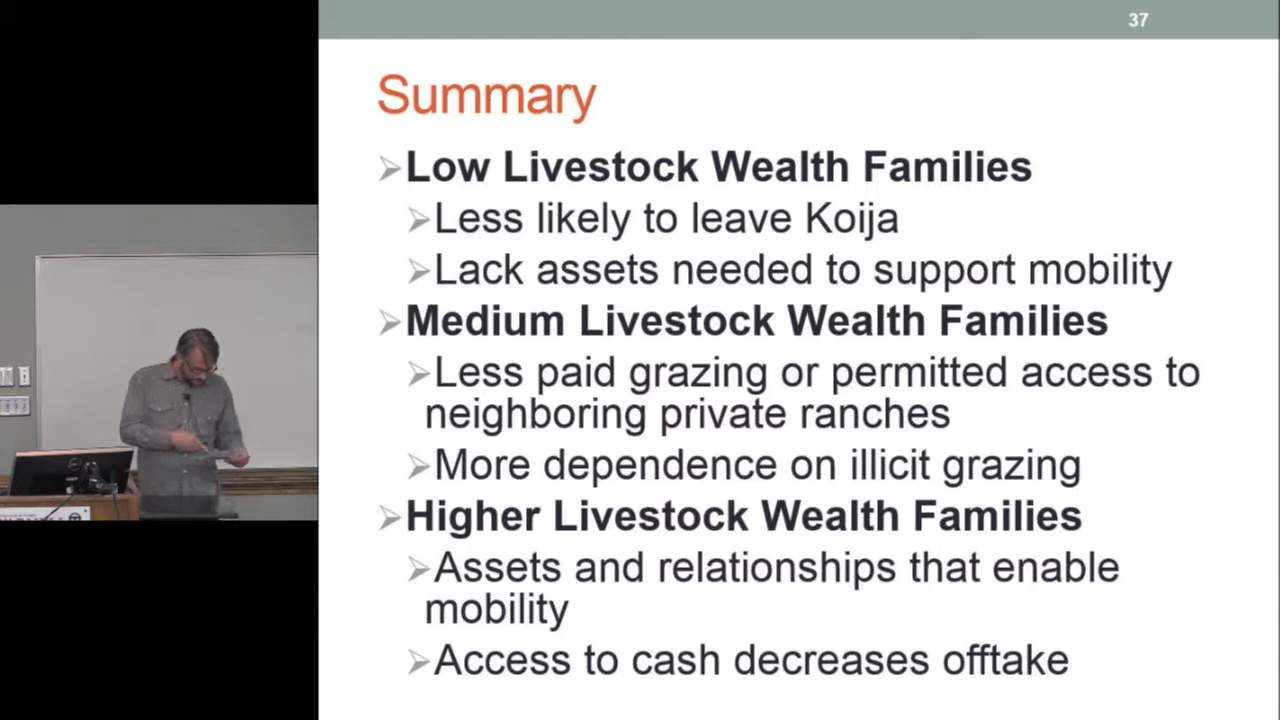 37
Summary
Low Livestock Wealth Families
Less likely to leave Koija
Lack assets needed to support mobility
Medium Livestock Wealth Families
Less paid grazing or permitted access to
neighboring private ranches
More dependence on illicit grazing
Higher Livestock Wealth Families
Assets and relationships that enable
mobility
Access to cash decreases offtake